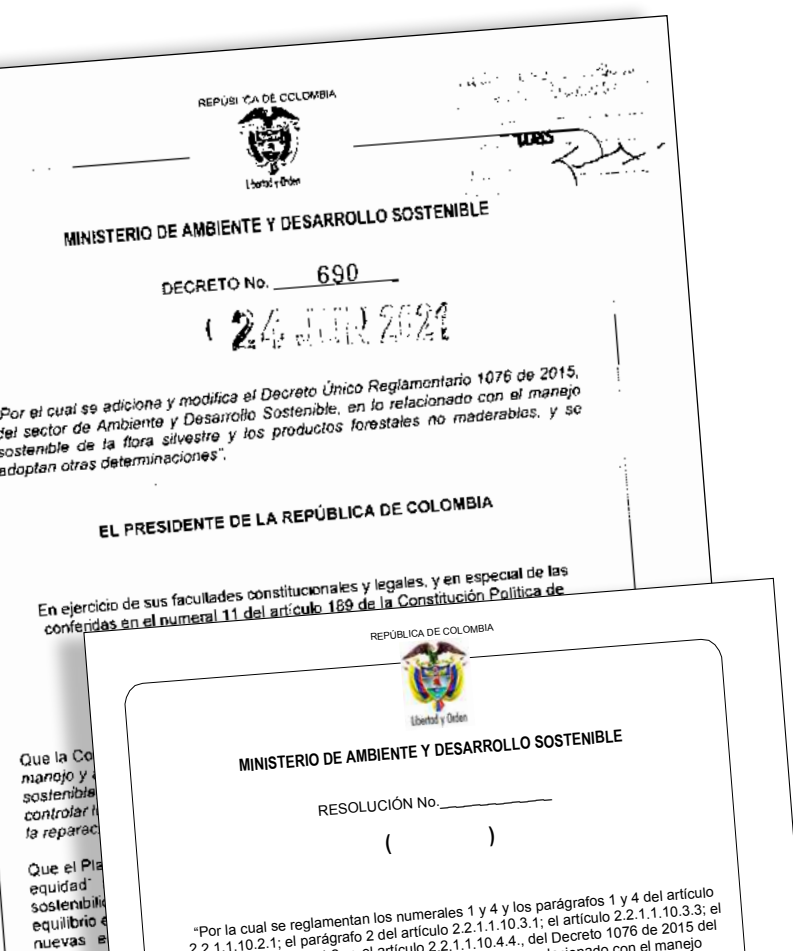 REPÚBLICA DE COLOMBIA
Libertad y Orden
MINISTERIO DE AMBIENTE Y DESARROLLO SOSTENIBLE
DECRETO No. 690
( 24 JUN 2021
Por el cual se adiciona y modifica el Decreto Único Reglamentario 1076 de 2015,
del sector de Ambiente y Desarrollo Sostenible, en lo relacionado con el manejo
sostenible de la flora silvestre y los productos forestales no maderables, y se
adoptan otras determinaciones".
EL PRESIDENTE DE LA REPÚBLICA DE COLOMBIA
En ejercicio de sus facultades constitucionales y legales, y en especial de las
conferidas en el numeral 11 del artículo 189 de la Constitución Política de
Que la Co
manejo y
sostenible
controlar
la reparac
Que el Pla
equidad"
sostenibilid
equilibrio e
nuevas e
REPÚBLICA DE COLOMBIA
Libertad y Orden
MINISTERIO DE AMBIENTE Y DESARROLLO SOSTENIBLE
RESOLUCIÓN No.
( )
"Por la cual se reglamentan los numerales 1 y 4 y los parágrafos 1 y 4 del artículo
2.2.1.1.10.2.1; el parágrafo 2 del artículo 2.2.1.1.10.3.1; el artículo 2.2.1.1.10.3.3; el
el artículo 2.2.1.1.10.4.4., del Decreto 1076 de 2015 del
con el manejo